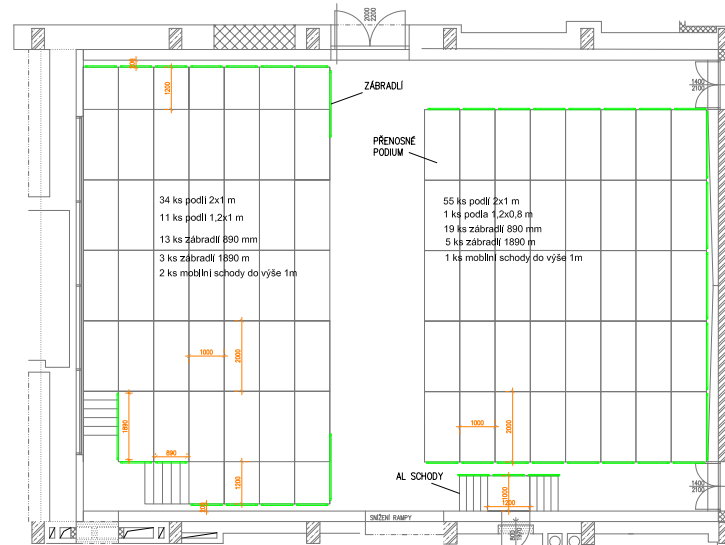 2000
2200
1400
2100
ZÁBRADLÍ
1200
PŘENOSNÉ
PODIUM
34 ks podlí 2x1 m
11 ks podlí 1,2x1 m
13 ks zábradlí 890 mm
3 ks zábradlí 1890 m
2 ks mobilní schody do výše 1m
55 ks podlí 2x1 m
1 ks podla 1,2x0,8 m
19 ks zábradlí 890 mm
5 ks zábradlí 1890 m
1 ks mobilní schody do výše 1m
1000
2000
1890
890
1000
2000
1200
AL SCHODY
1000
1200
1400
2100
SNÍŽENÍ RAMPY